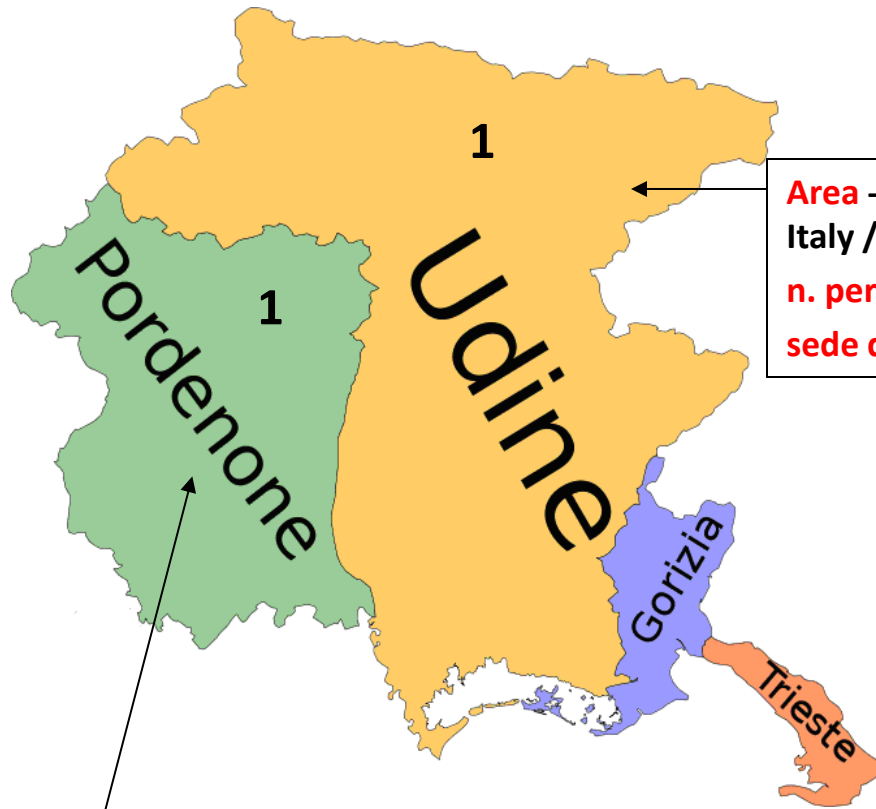 1
Area -
Italy /
n. per
sede
Udine
Pordenone
1
Gorizia
Trieste